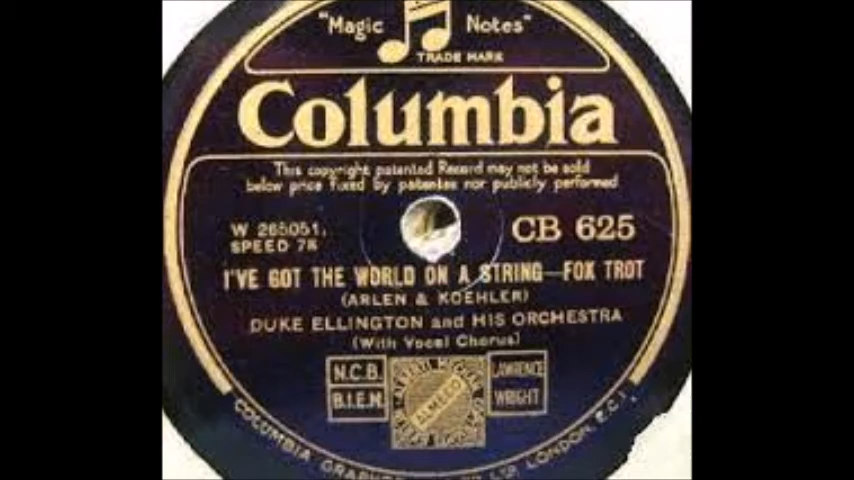 "Magic Notes"
TRADE MARK
Columbia
This copyright patented Record may not be sold
below price fixed by patentee nor publicly performed
W 265051.
SPEED 78
CB 625
I'VE GOT THE WORLD ON A STRING—FOX TROT
(ARLEN & KOEHLER)
DUKE ELLINGTON and HIS ORCHESTRA
(With Vocal Chorus)
N.C.B.
B.I.E.M.
LAWRENCE
WRIGHT
COLUMBIA LTD. LONDON. E.C.1.